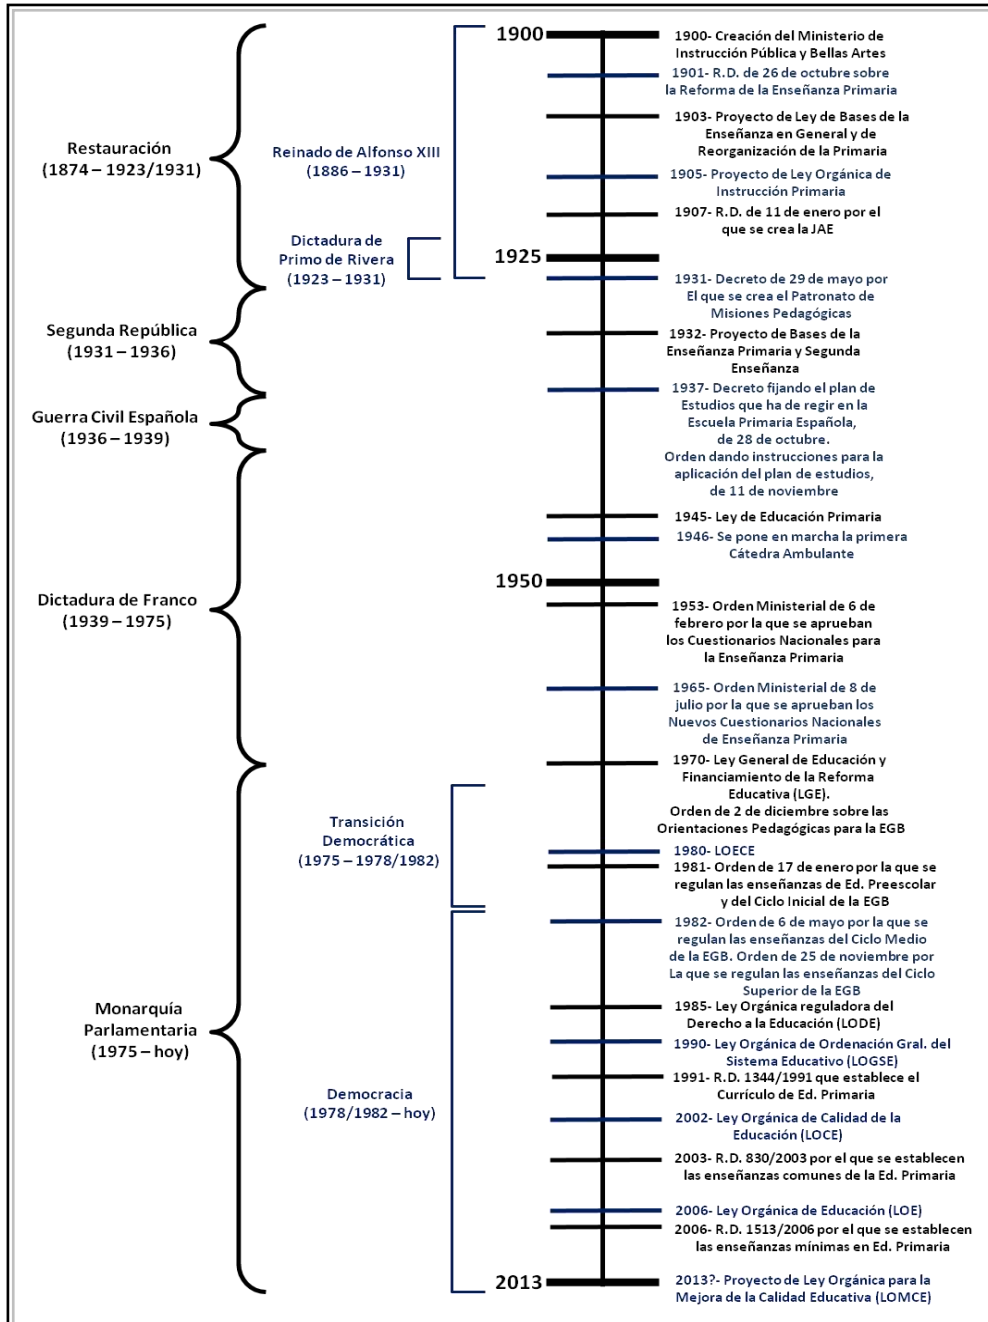 Restauración
(1874 – 1923/1931)
Segunda República
(1931 – 1936)
Guerra Civil Española
(1936 – 1939)
Dictadura de Franco
(1939 – 1975)
Monarquía
Parlamentaria
(1975 – hoy)
Reinado de Alfonso XIII
(1886 – 1931)
Dictadura de
Primo de Rivera
(1923 – 1931)
Transición
Democrática
(1975 – 1978/1982)
Democracia
(1978/1982 – hoy)
1900
1925
1950
2013
1900- Creación del Ministerio de
Instrucción Pública y Bellas Artes
1901- R.D. de 26 de octubre sobre
la Reforma de la Enseñanza Primaria
1903- Proyecto de Ley de Bases de la
Enseñanza en General y de
Reorganización de la Primaria
1905- Proyecto de Ley Orgánica de
Instrucción Primaria
1907- R.D. de 11 de enero por el
que se crea la JAE
1931- Decreto de 29 de mayo por
El que se crea el Patronato de
Misiones Pedagógicas
1932- Proyecto de Bases de la
Enseñanza Primaria y Segunda
Enseñanza
1937- Decreto fijando el plan de
Estudios que ha de regir en la
Escuela Primaria Española,
de 28 de octubre.
Orden dando instrucciones para la
aplicación del plan de estudios,
de 11 de noviembre
1945- Ley de Educación Primaria
1946- Se pone en marcha la primera
Cátedra Ambulante
1953- Orden Ministerial de 6 de
febrero por la que se aprueban
los Cuestionarios Nacionales para
la Enseñanza Primaria
1965- Orden Ministerial de 8 de
julio por la que se aprueban los
Nuevos Cuestionarios Nacionales
de Enseñanza Primaria
1970- Ley General de Educación y
Financiamiento de la Reforma
Educativa (LGE).
Orden de 2 de diciembre sobre las
Orientaciones Pedagógicas para la EGB
1980- LOECE
1981- Orden de 17 de enero por la que se
regulan las enseñanzas de Ed. Preescolar
y del Ciclo Inicial de la EGB
1982- Orden de 6 de mayo por la que se
regulan las enseñanzas del Ciclo Medio
de la EGB. Orden de 25 de noviembre por
La que se regulan las enseñanzas del Ciclo
Superior de la EGB
1985- Ley Orgánica reguladora del
Derecho a la Educación (LODE)
1990- Ley Orgánica de Ordenación Gral. del
Sistema Educativo (LOGSE)
1991- R.D. 1344/1991 que establece el
Currículo de Ed. Primaria
2002- Ley Orgánica de Calidad de la
Educación (LOCE)
2003- R.D. 830/2003 por el que se establecen
las enseñanzas comunes de la Ed. Primaria
2006- Ley Orgánica de Educación (LOE)
2006- R.D. 1513/2006 por el que se establecen
las enseñanzas mínimas en Ed. Primaria
2013?- Proyecto de Ley Orgánica para la
Mejora de la Calidad Educativa (LOMCE)